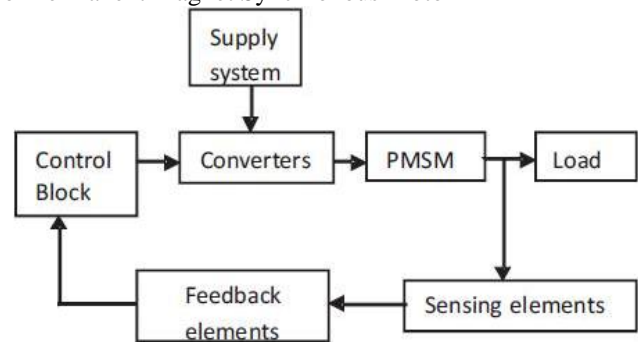 Supply
system
Control
Block
Converters
PMSM
Load
Feedback
elements
Sensing elements